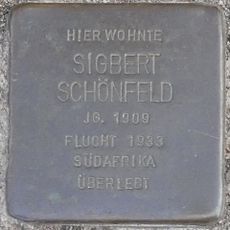 HIER WOHNTE
SIGBERT
SCHÖNFELD
JG. 1909
FLUCHT 1933
SÜDAFRIKA
ÜBERLEBT